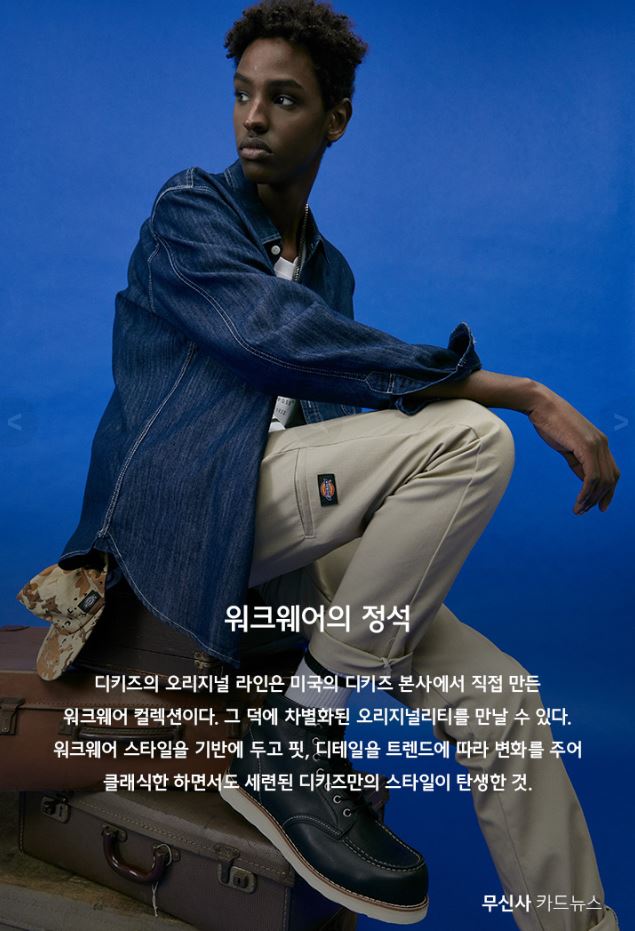 워크웨어의 정석
디키즈의 오리지널 라인은 미국의 디키즈 본사에서 직접 만든
워크웨어 컬렉션이다. 그 덕에 차별화된 오리지널리티를 만날 수 있다.
워크웨어 스타일을 기반에 두고 핏, 디테일을 트렌드에 따라 변화를 주어
클래식한 하면서도 세련된 디키즈만의 스타일이 탄생한 것.
무신사 카드뉴스